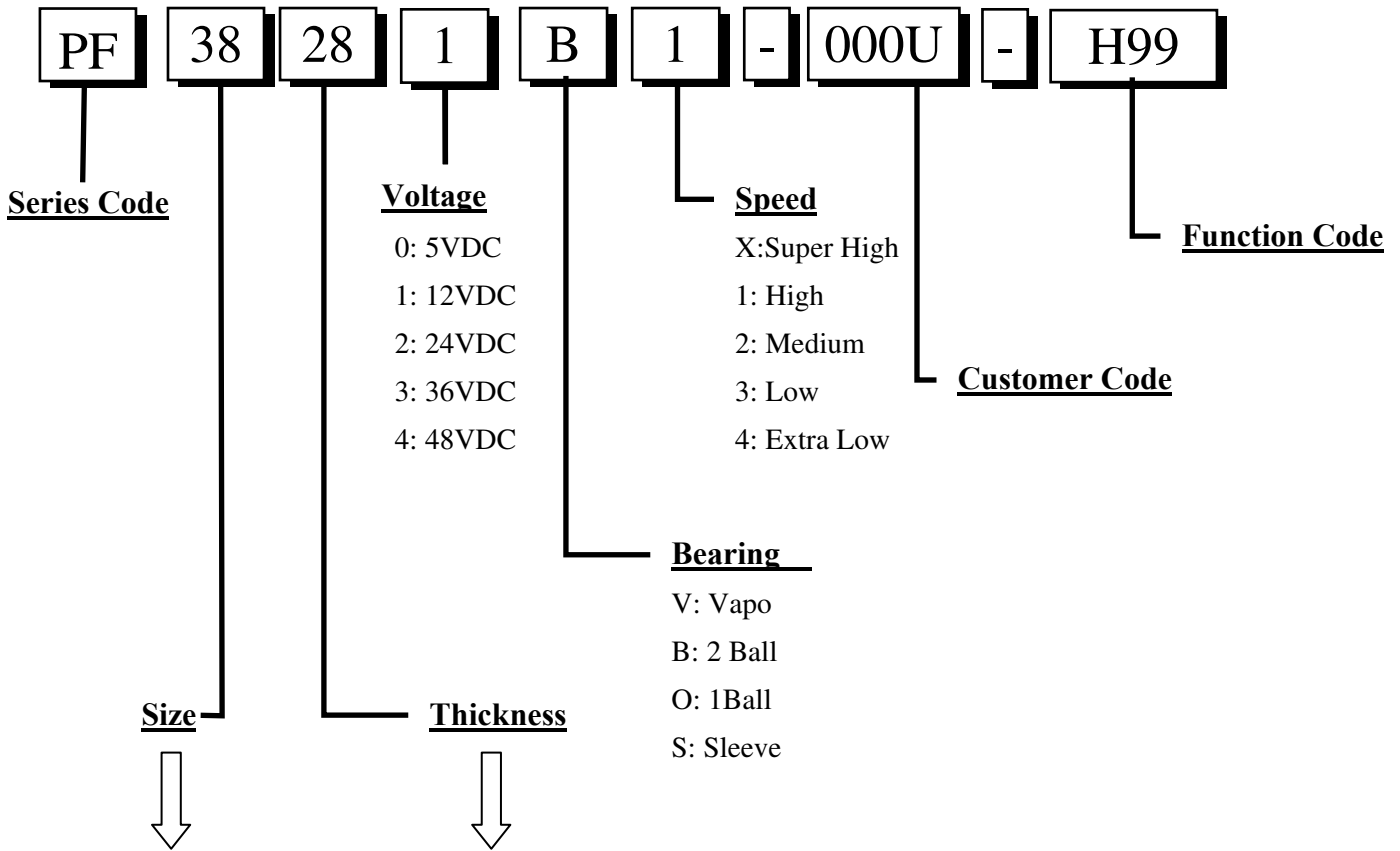 PF 38 28 1 B 1 - 000U - H99
Series Code
Voltage
0: 5VDC
1: 12VDC
2: 24VDC
3: 36VDC
4: 48VDC
Speed
X:Super High
1: High
2: Medium
3: Low
4: Extra Low
Function Code
Customer Code
Bearing
V: Vapo
B: 2 Ball
O: 1Ball
S: Sleeve
Size
Thickness